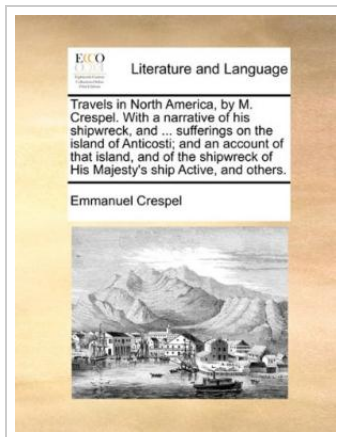 ECCO
Literature and Language
Travels in North America, by M.
Crespel. With a narrative of his
shipwreck, and ... sufferings on the
island of Anticosti; and an account of
that island, and of the shipwreck of
His Majesty's ship Active, and others.
Emmanuel Crespel